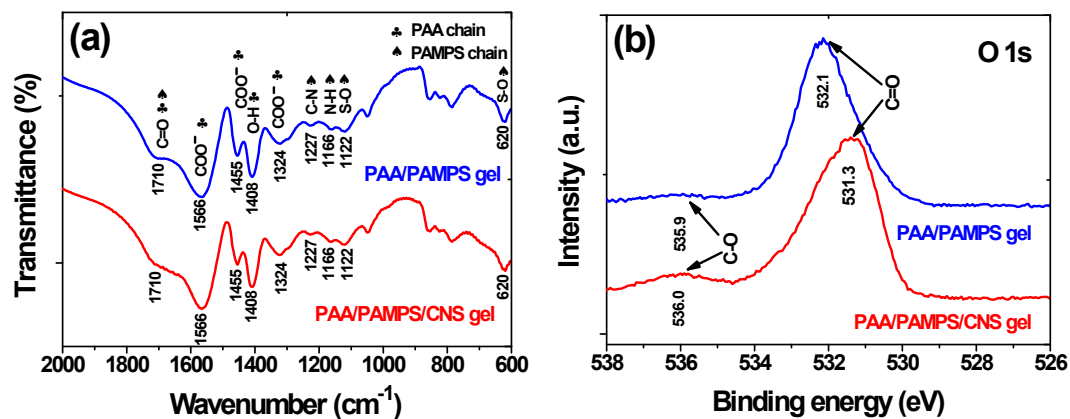 (a)
♣ PAA chain
♠ PAMPS chain
C=O ♣♠
COO⁻ ♣
COO⁻ ♣
O-H ♣
COO⁻ ♣
C-N ♠
N-H ♠
S-O ♠
S-O ♠
1710
1566
1455
1408
1324
1227
1166
1122
620
PAA/PAMPS gel
1710
1566
1455
1408
1324
1227
1166
1122
620
PAA/PAMPS/CNS gel
Transmittance (%)
2000 1800 1600 1400 1200 1000 800 600
Wavenumber (cm⁻¹)
(b)
O 1s
C=O
532.1
531.3
PAA/PAMPS gel
535.9
C-O
536.0
PAA/PAMPS/CNS gel
Intensity (a.u.)
538 536 534 532 530 528 526
Binding energy (eV)